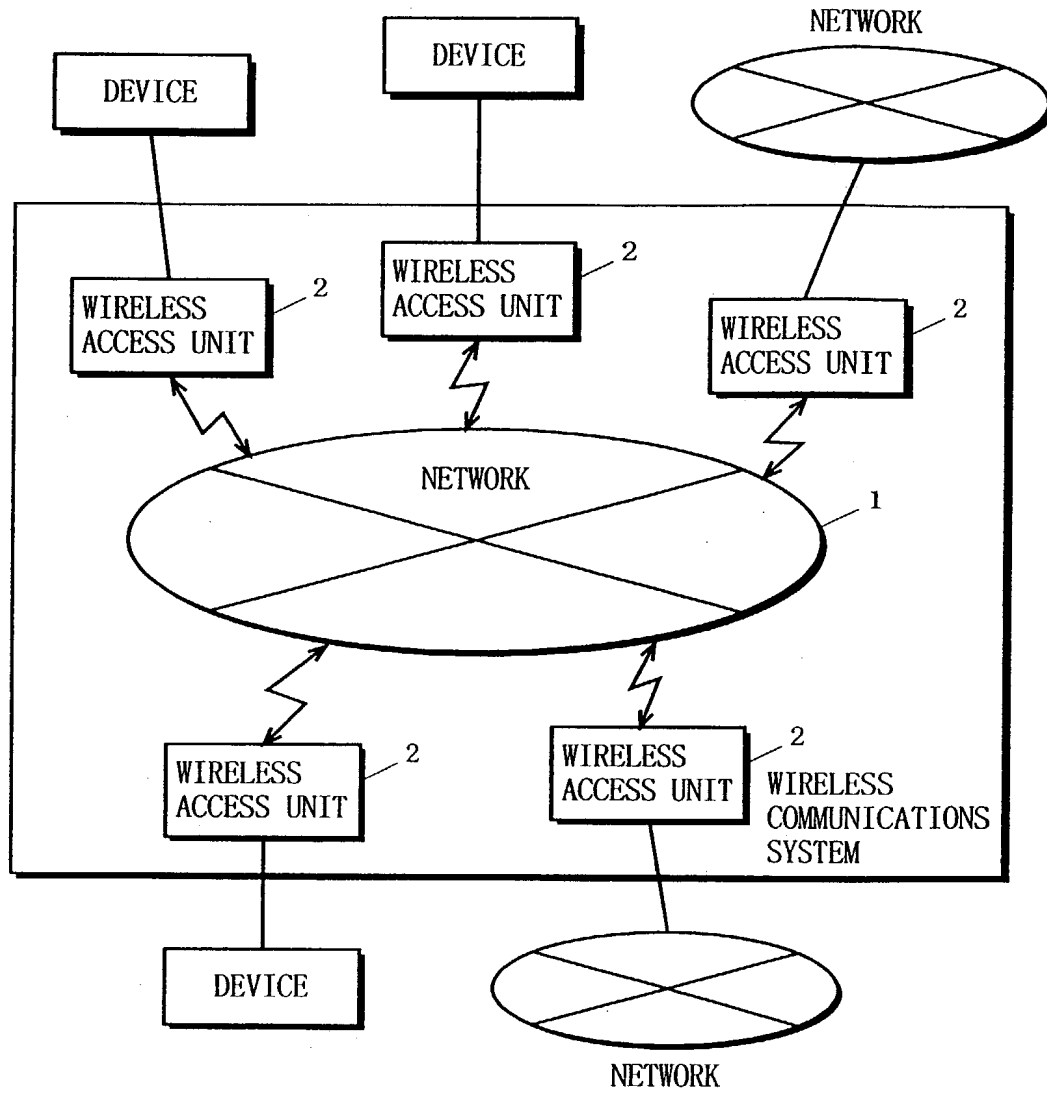 NETWORK
DEVICE
DEVICE
2
WIRELESS
ACCESS UNIT
2
WIRELESS
ACCESS UNIT
2
WIRELESS
ACCESS UNIT
NETWORK
1
2
WIRELESS
ACCESS UNIT
2
WIRELESS
ACCESS UNIT
WIRELESS
COMMUNICATIONS
SYSTEM
DEVICE
NETWORK